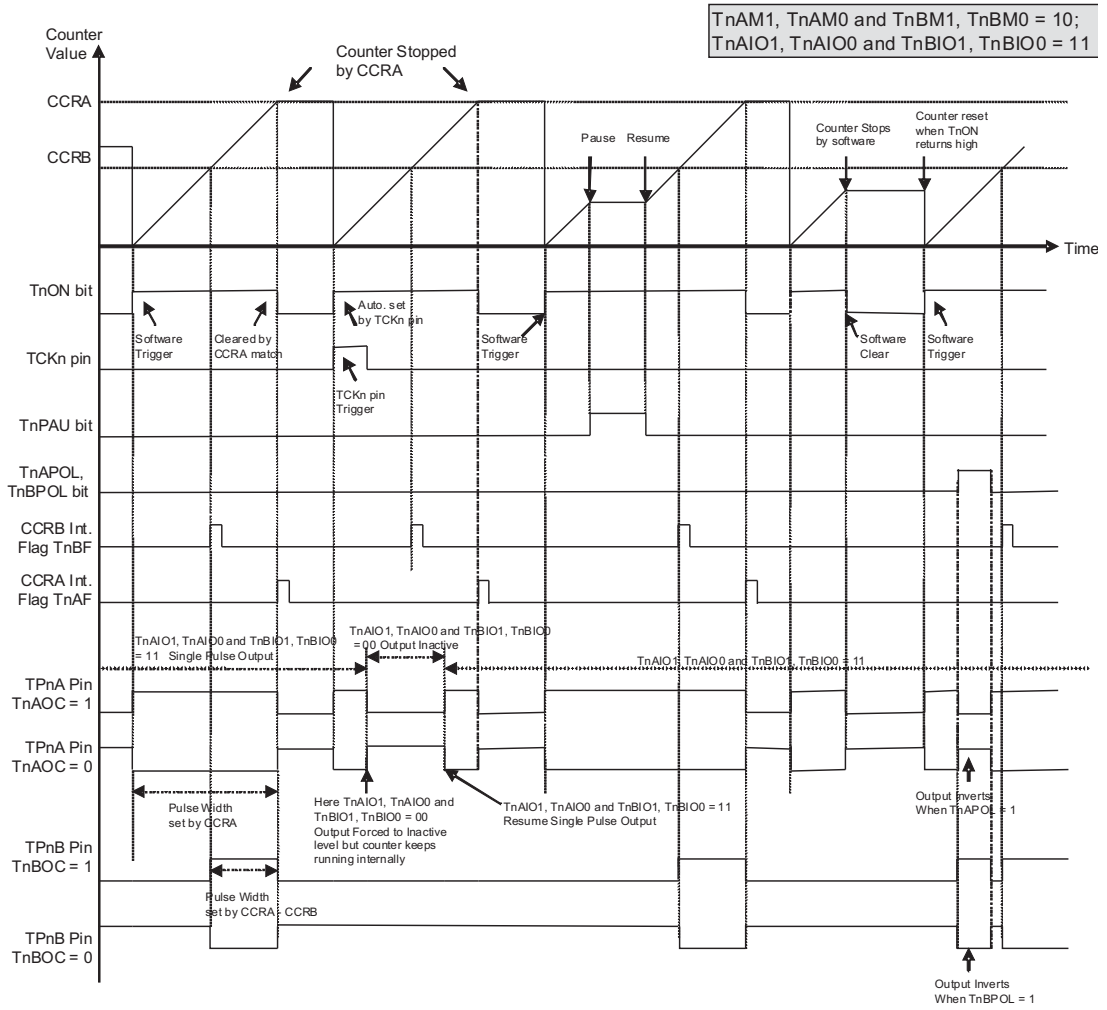 TnAM1, TnAM0 and TnBM1, TnBM0 = 10;
TnAIO1, TnAIO0 and TnBIO1, TnBIO0 = 11
Counter
Value
Counter Stopped
by CCRA
CCRA
CCRB
Pause
Resume
Counter Stops
by software
Counter reset
when TnON
returns high
Time
TnON bit
Software
Trigger
Cleared by
CCRA match
Auto. set
by TCKn pin
Software
Trigger
Software
Clear
Software
Trigger
TCKn pin
TCKn pin
Trigger
TnPAU bit
TnAPOL,
TnBPOL bit
CCRB Int.
Flag TnBF
CCRA Int.
Flag TnAF
TnAIO1, TnAIO0 and TnBIO1, TnBIO0
= 11 Single Pulse Output
TnAIO1, TnAIO0 and TnBIO1, TnBIO0
= 00 Output Inactive
TnAIO1, TnAIO0 and TnBIO1, TnBIO0 = 11
TPnA Pin
TnAOC = 1
TPnA Pin
TnAOC = 0
Pulse Width
set by CCRA
Here TnAIO1, TnAIO0 and
TnBIO1, TnBIO0 = 00
Output Forced to Inactive
level but counter keeps
running internally
TnAIO1, TnAIO0 and TnBIO1, TnBIO0 = 11
Resume Single Pulse Output
Output Inverts
When TnAPOL = 1
TPnB Pin
TnBOC = 1
Pulse Width
set by CCRA - CCRB
TPnB Pin
TnBOC = 0
Output Inverts
When TnBPOL = 1